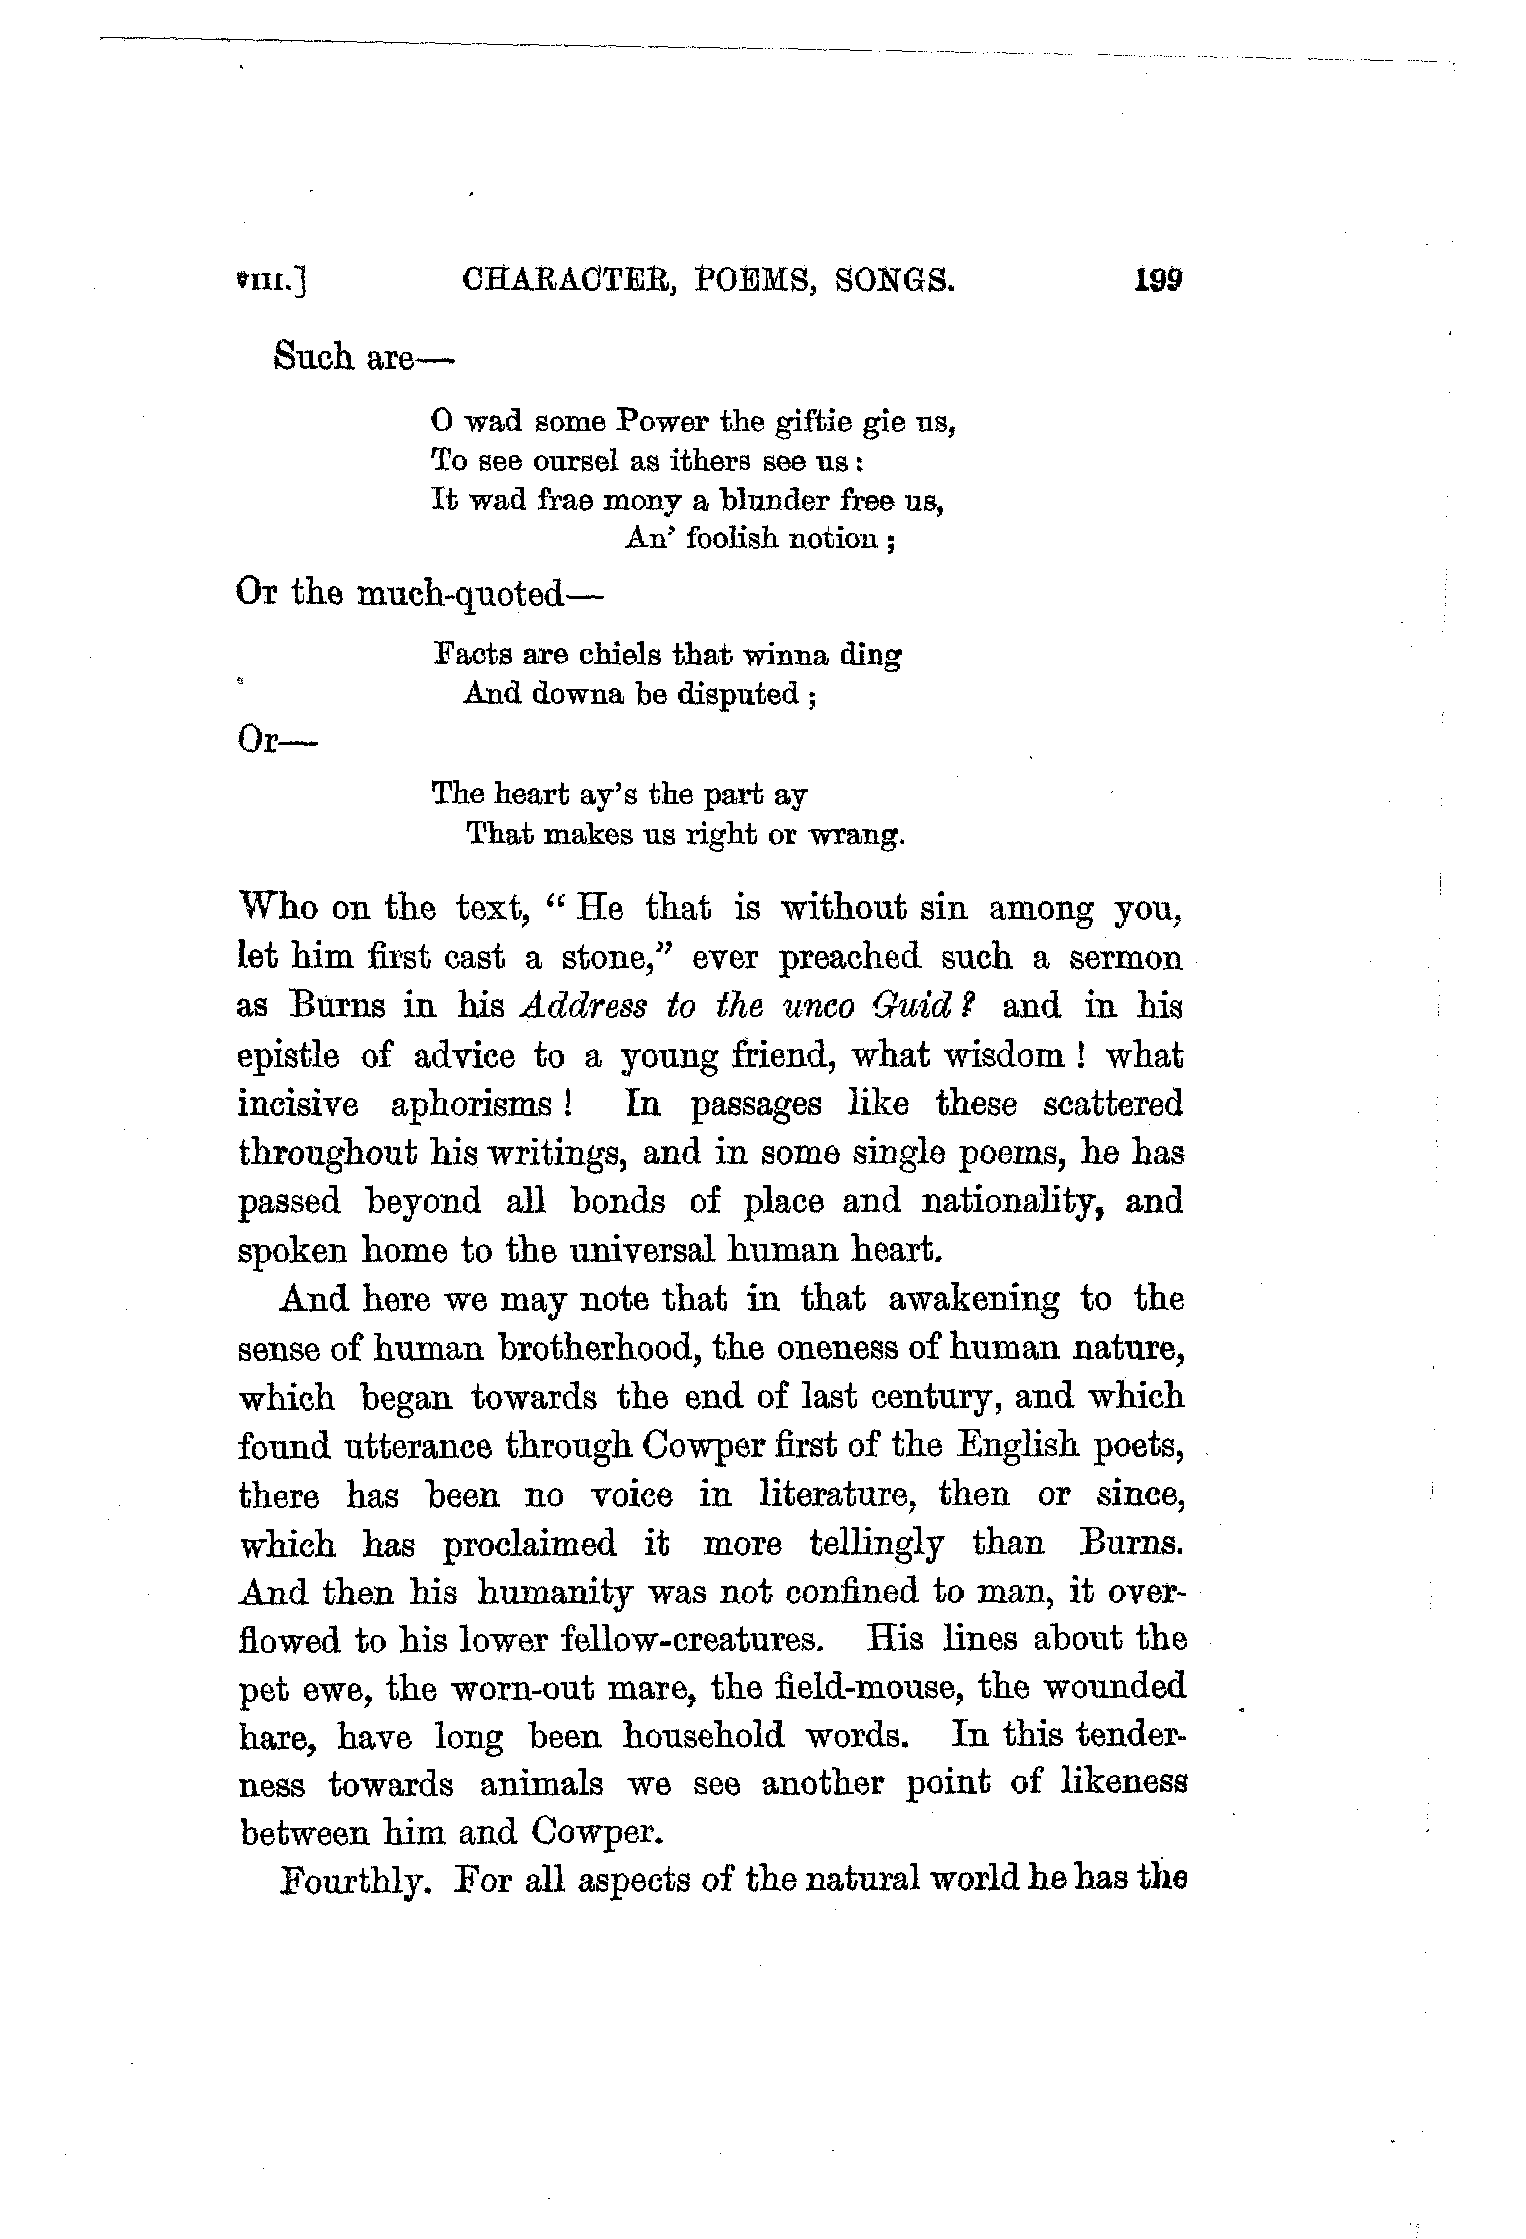 VIII.] CHARACTER, POEMS, SONGS. 199
Such are—
O wad some Power the giftie gie us,
To see oursel as ithers see us:
It wad frae mony a blunder free us,
An' foolish notion;
Or the much-quoted—
Facts are chiels that winna ding
And downa be disputed;
Or—
The heart ay's the part ay
That makes us right or wrang.
Who on the text, "He that is without sin among you,
let him first cast a stone," ever preached such a sermon
as Burns in his Address to the unco Guid? and in his
epistle of advice to a young friend, what wisdom! what
incisive aphorisms! In passages like these scattered
throughout his writings, and in some single poems, he has
passed beyond all bonds of place and nationality, and
spoken home to the universal human heart.
And here we may note that in that awakening to the
sense of human brotherhood, the oneness of human nature,
which began towards the end of last century, and which
found utterance through Cowper first of the English poets,
there has been no voice in literature, then or since,
which has proclaimed it more tellingly than Burns.
And then his humanity was not confined to man, it over-
flowed to his lower fellow-creatures. His lines about the
pet ewe, the worn-out mare, the field-mouse, the wounded
hare, have long been household words. In this tender-
ness towards animals we see another point of likeness
between him and Cowper.
Fourthly. For all aspects of the natural world he has the